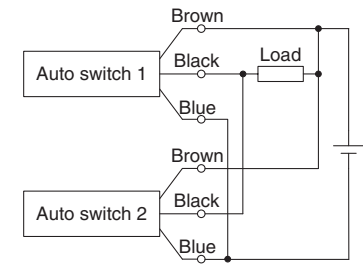 Brown
Auto switch 1
Black
Load
Blue
Brown
Auto switch 2
Black
Blue